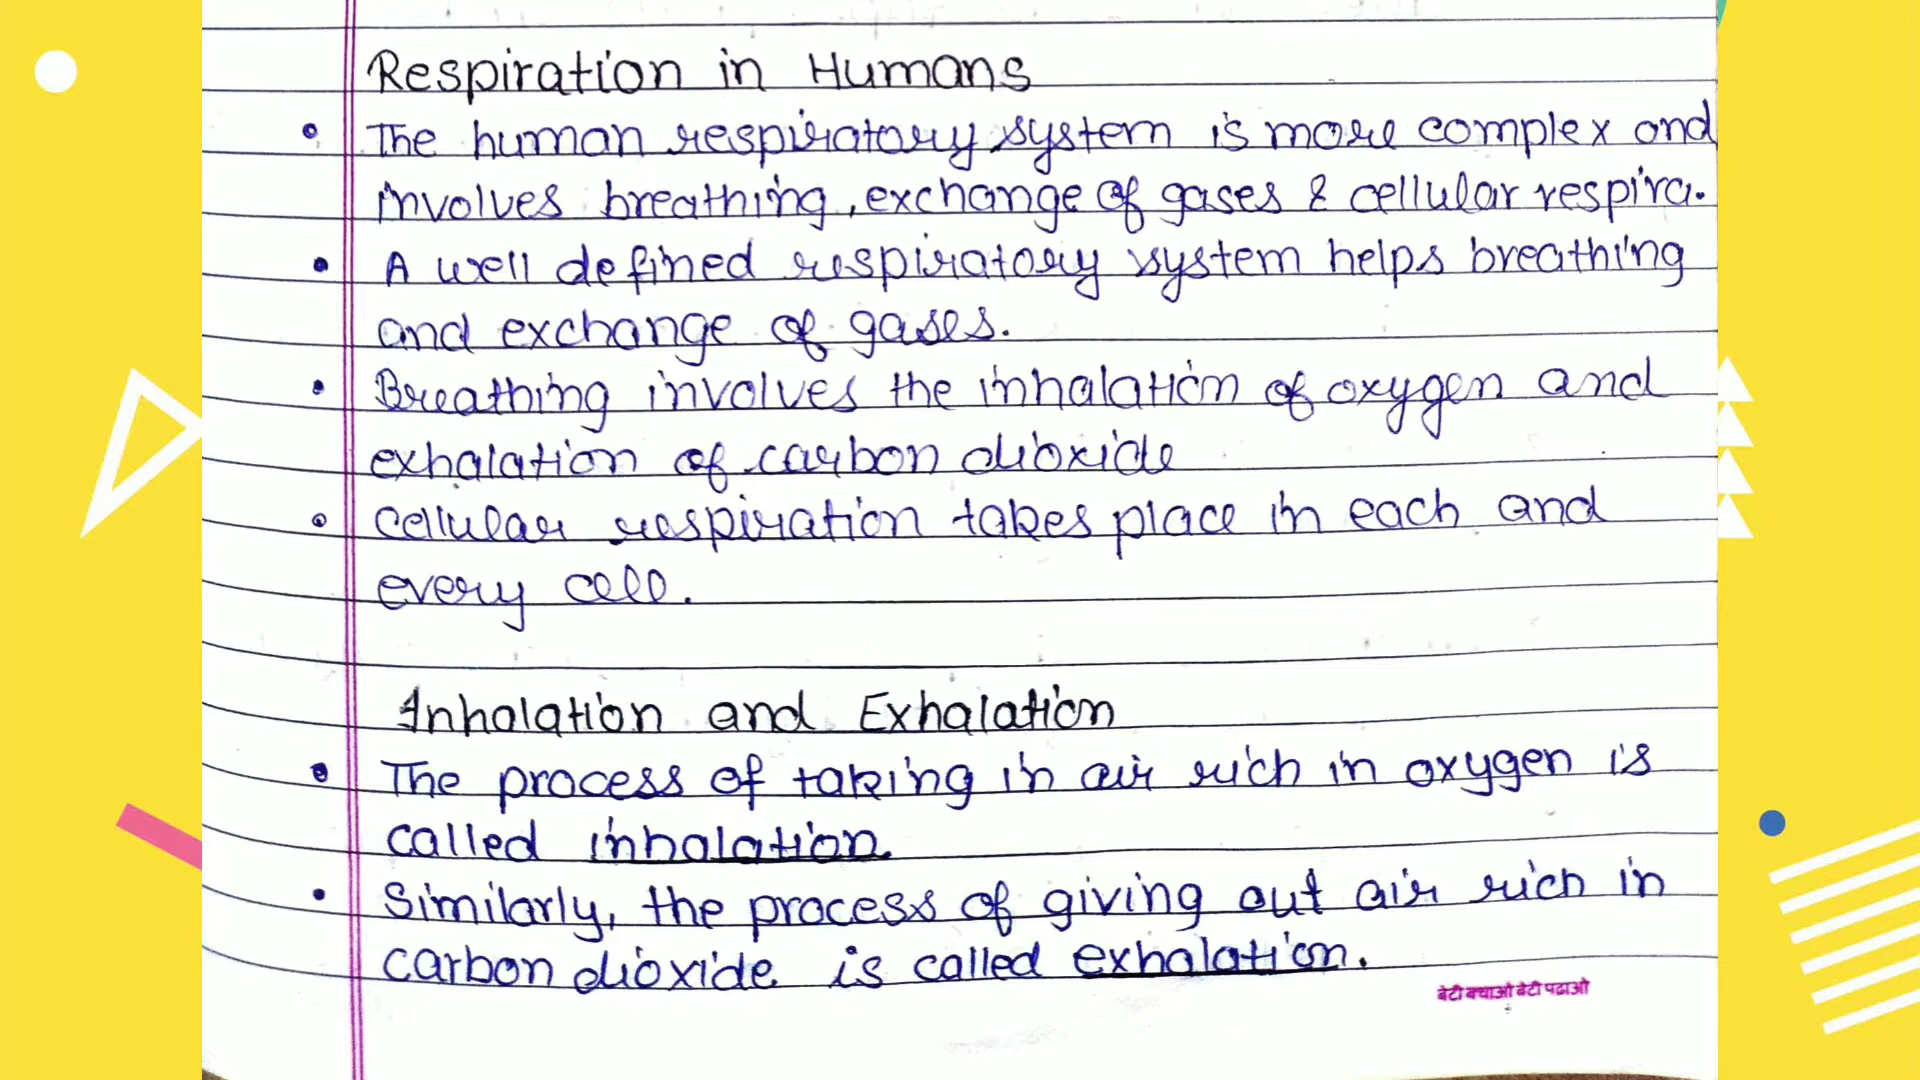 Respiration in Humans
• The human respiratory system is more complex and
involves breathing, exchange of gases & cellular respira.
• A well defined respiratory system helps breathing
and exchange of gases.
• Breathing involves the inhalation of oxygen and
exhalation of carbon dioxide
• Cellular respiration takes place in each and
every cell.
Inhalation and Exhalation
• The process of taking in air rich in oxygen is
called inhalation.
• Similarly, the process of giving out air rich in
carbon dioxide is called exhalation.
बेटी बचाओ बेटी पढ़ाओ